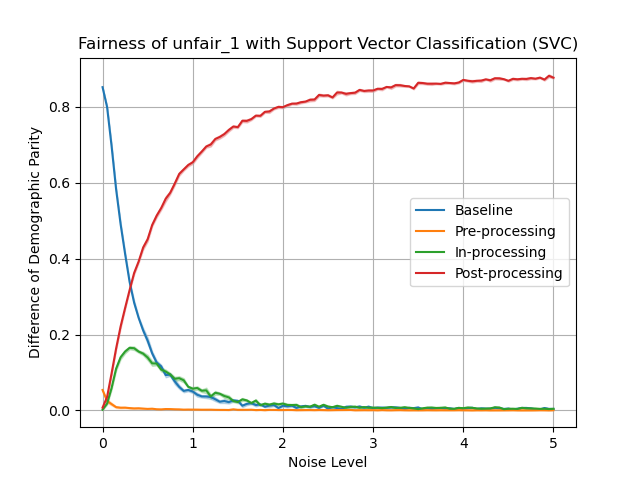 Fairness of unfair_1 with Support Vector Classification (SVC)
Difference of Demographic Parity
0.8
0.6
0.4
0.2
0.0
Baseline
Pre-processing
In-processing
Post-processing
0 1 2 3 4 5
Noise Level